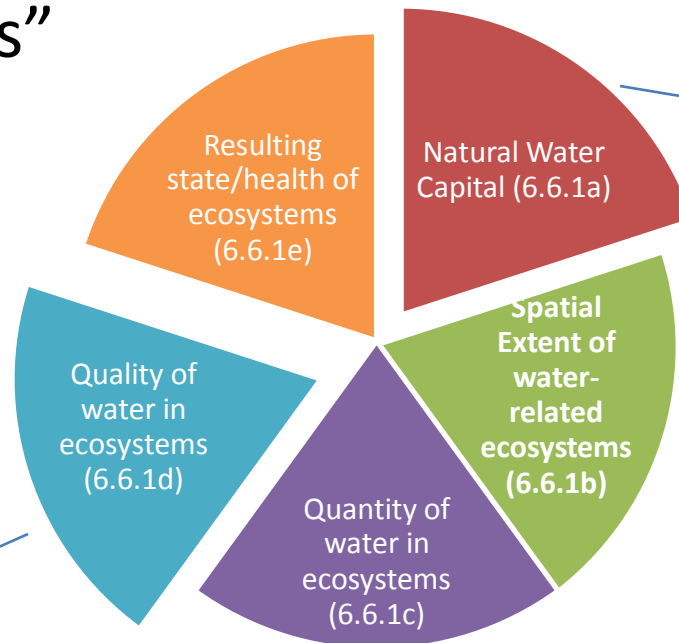 s”
Natural Water
Capital (6.6.1a)
Spatial
Extent of
water-
related
ecosystems
(6.6.1b)
Quantity of
water in
ecosystems
(6.6.1c)
Quality of
water in
ecosystems
(6.6.1d)
Resulting
state/health of
ecosystems
(6.6.1e)